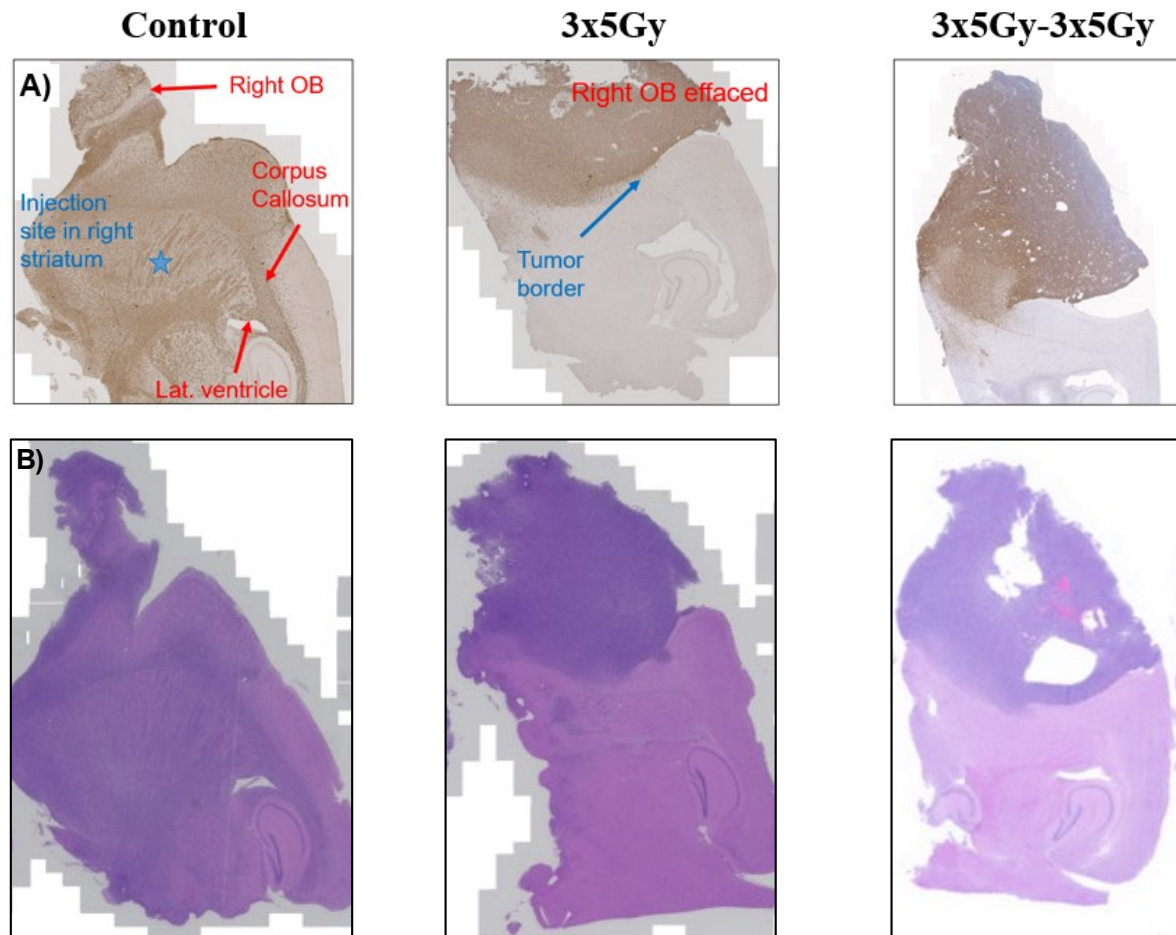 Control
3x5Gy
3x5Gy-3x5Gy
A)
Right OB
Corpus
Callosum
Injection
site in right
striatum
Lat. ventricle
Right OB effaced
Tumor
border
B)